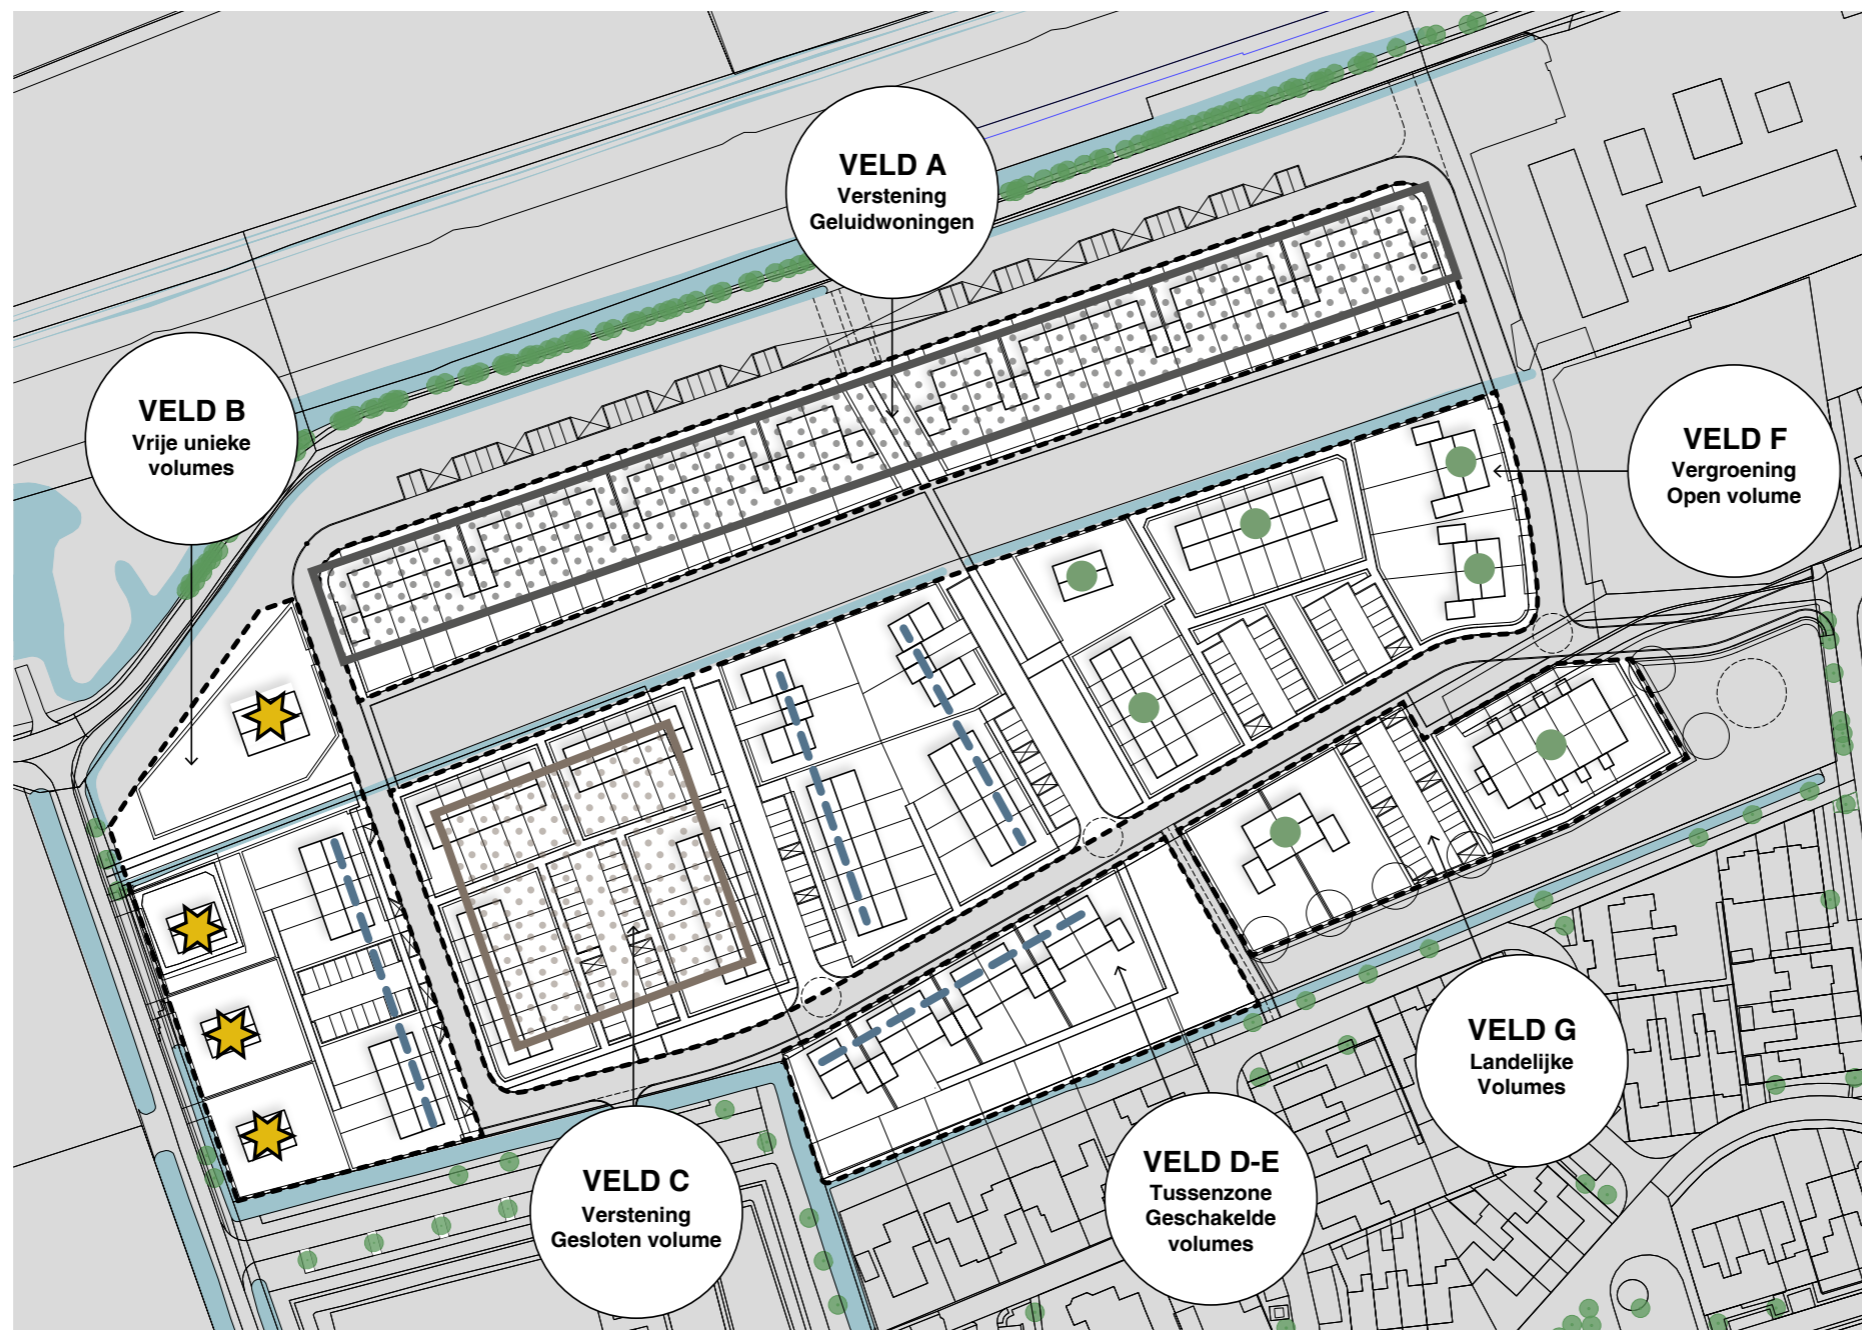 VELD A
Verstening
Geluidwoningen
VELD B
Vrije unieke
volumes
VELD F
Vergroening
Open volume
VELD G
Landelijke
Volumes
VELD C
Verstening
Gesloten volume
VELD D-E
Tussenzone
Geschakelde
volumes